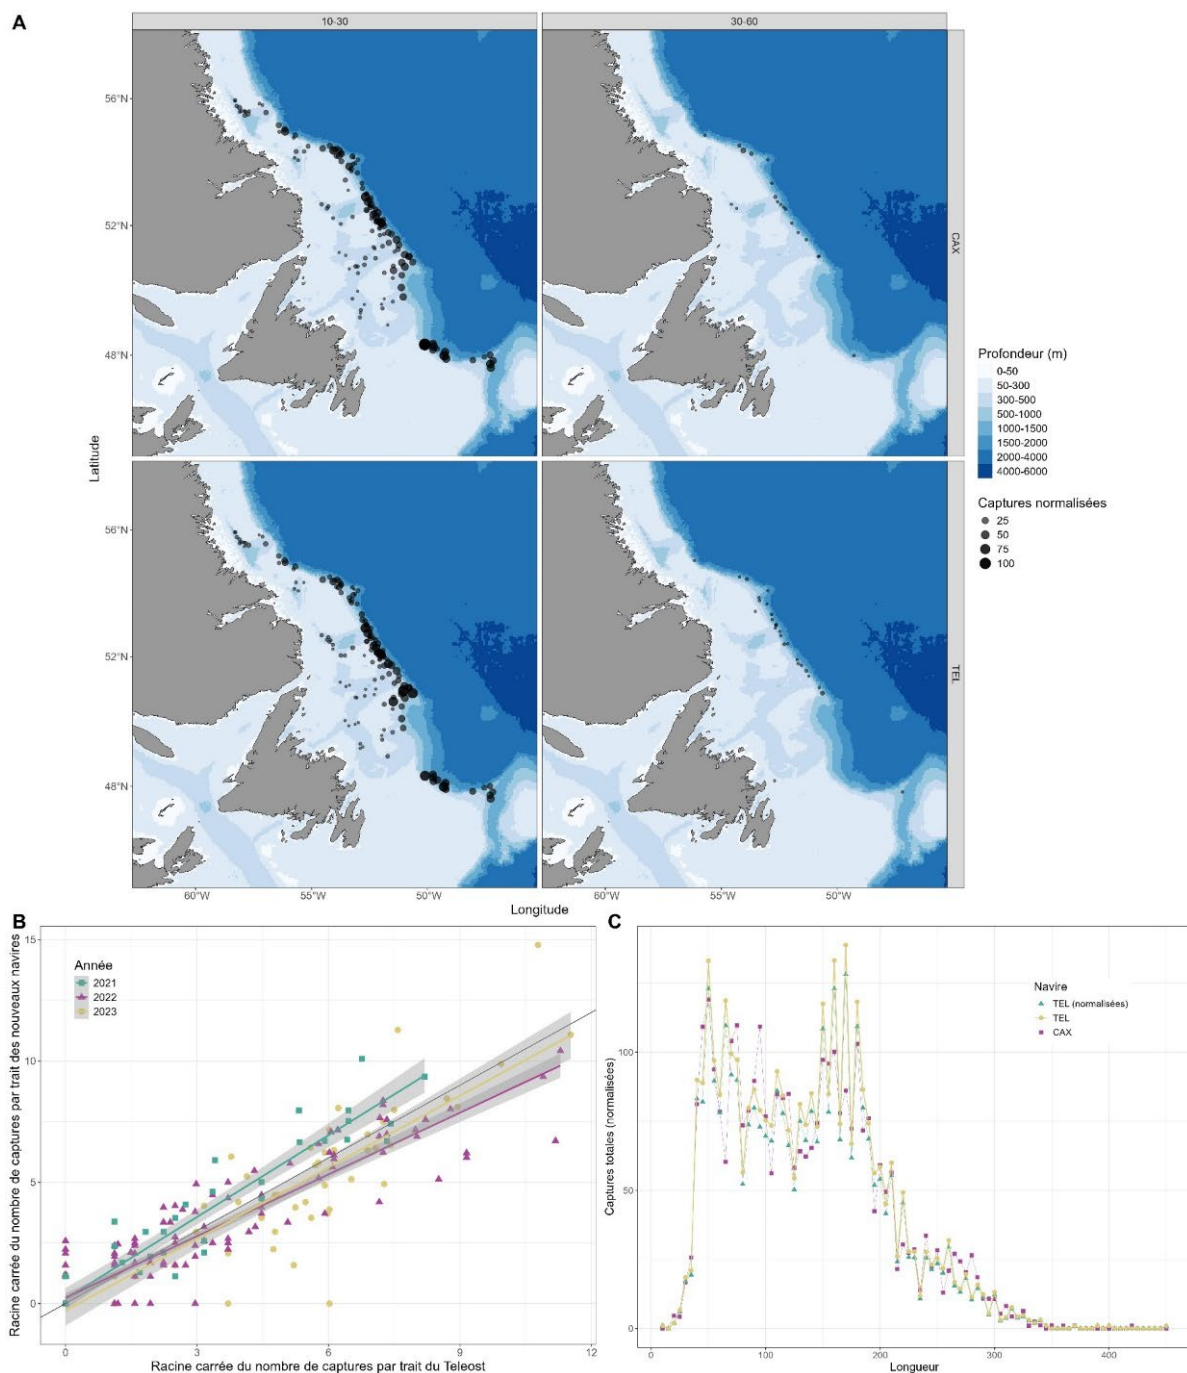 A
10-30
30-60
56°N
52°N
48°N
CAX
Latitude
56°N
52°N
48°N
TEL
60°W
55°W
50°W
60°W
55°W
50°W
Longitude
Profondeur (m)
0-50
50-300
300-500
500-1000
1000-1500
1500-2000
2000-4000
4000-6000
Captures normalisées
25
50
75
100
B
Racine carrée du nombre de captures par trait des nouveaux navires
15
10
5
0
Année
2021
2022
2023
0
3
6
9
12
Racine carrée du nombre de captures par trait du Teleost
C
Captures totales (normalisées)
100
50
0
Navire
TEL (normalisées)
TEL
CAX
0
100
200
300
400
Longueur